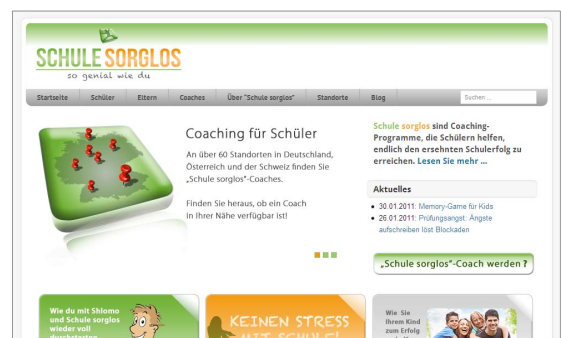 SCHULE SORGLOS
so genial wie du
Startseite Schüler Eltern Coaches Über "Schule sorglos" Standorte Blog Suchen ...
Coaching für Schüler
An über 60 Standorten in Deutschland,
Österreich und der Schweiz finden Sie
„Schule sorglos"-Coaches.
Finden Sie heraus, ob ein Coach
in Ihrer Nähe verfügbar ist!
Schule sorglos sind Coaching-
Programme, die Schülern helfen,
endlich den ersehnten Schulerfolg zu
erreichen. Lesen Sie mehr ...
Aktuelles
30.01.2011: Memory-Game für Kids
26.01.2011: Prüfungsangst: Ängste
aufschreiben löst Blockaden
„Schule sorglos"-Coach werden ?
Wie du mit Shlomo
und Schule sorglos
wieder voll
durchstarten
KEINEN STRESS
MIT SCHULE!
Wie Sie
Ihrem Kind
zum Erfolg